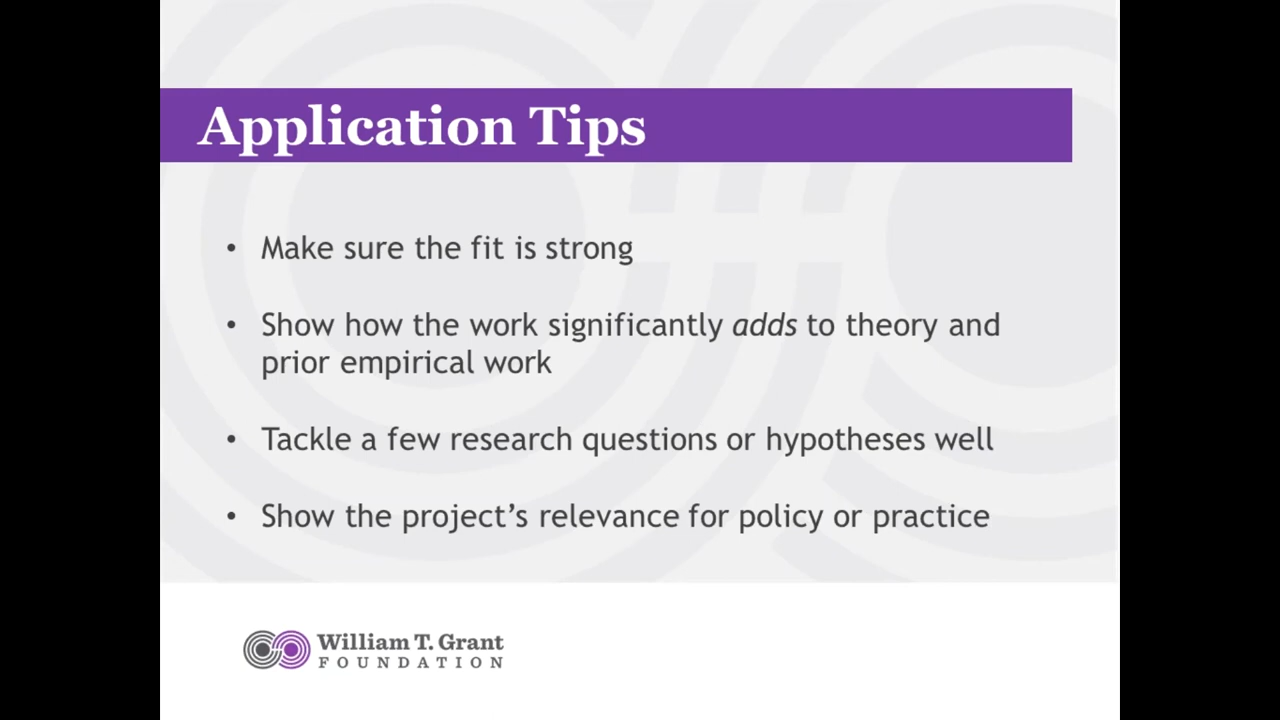 Application Tips
• Make sure the fit is strong
• Show how the work significantly adds to theory and
prior empirical work
• Tackle a few research questions or hypotheses well
• Show the project’s relevance for policy or practice
William T. Grant
FOUNDATION